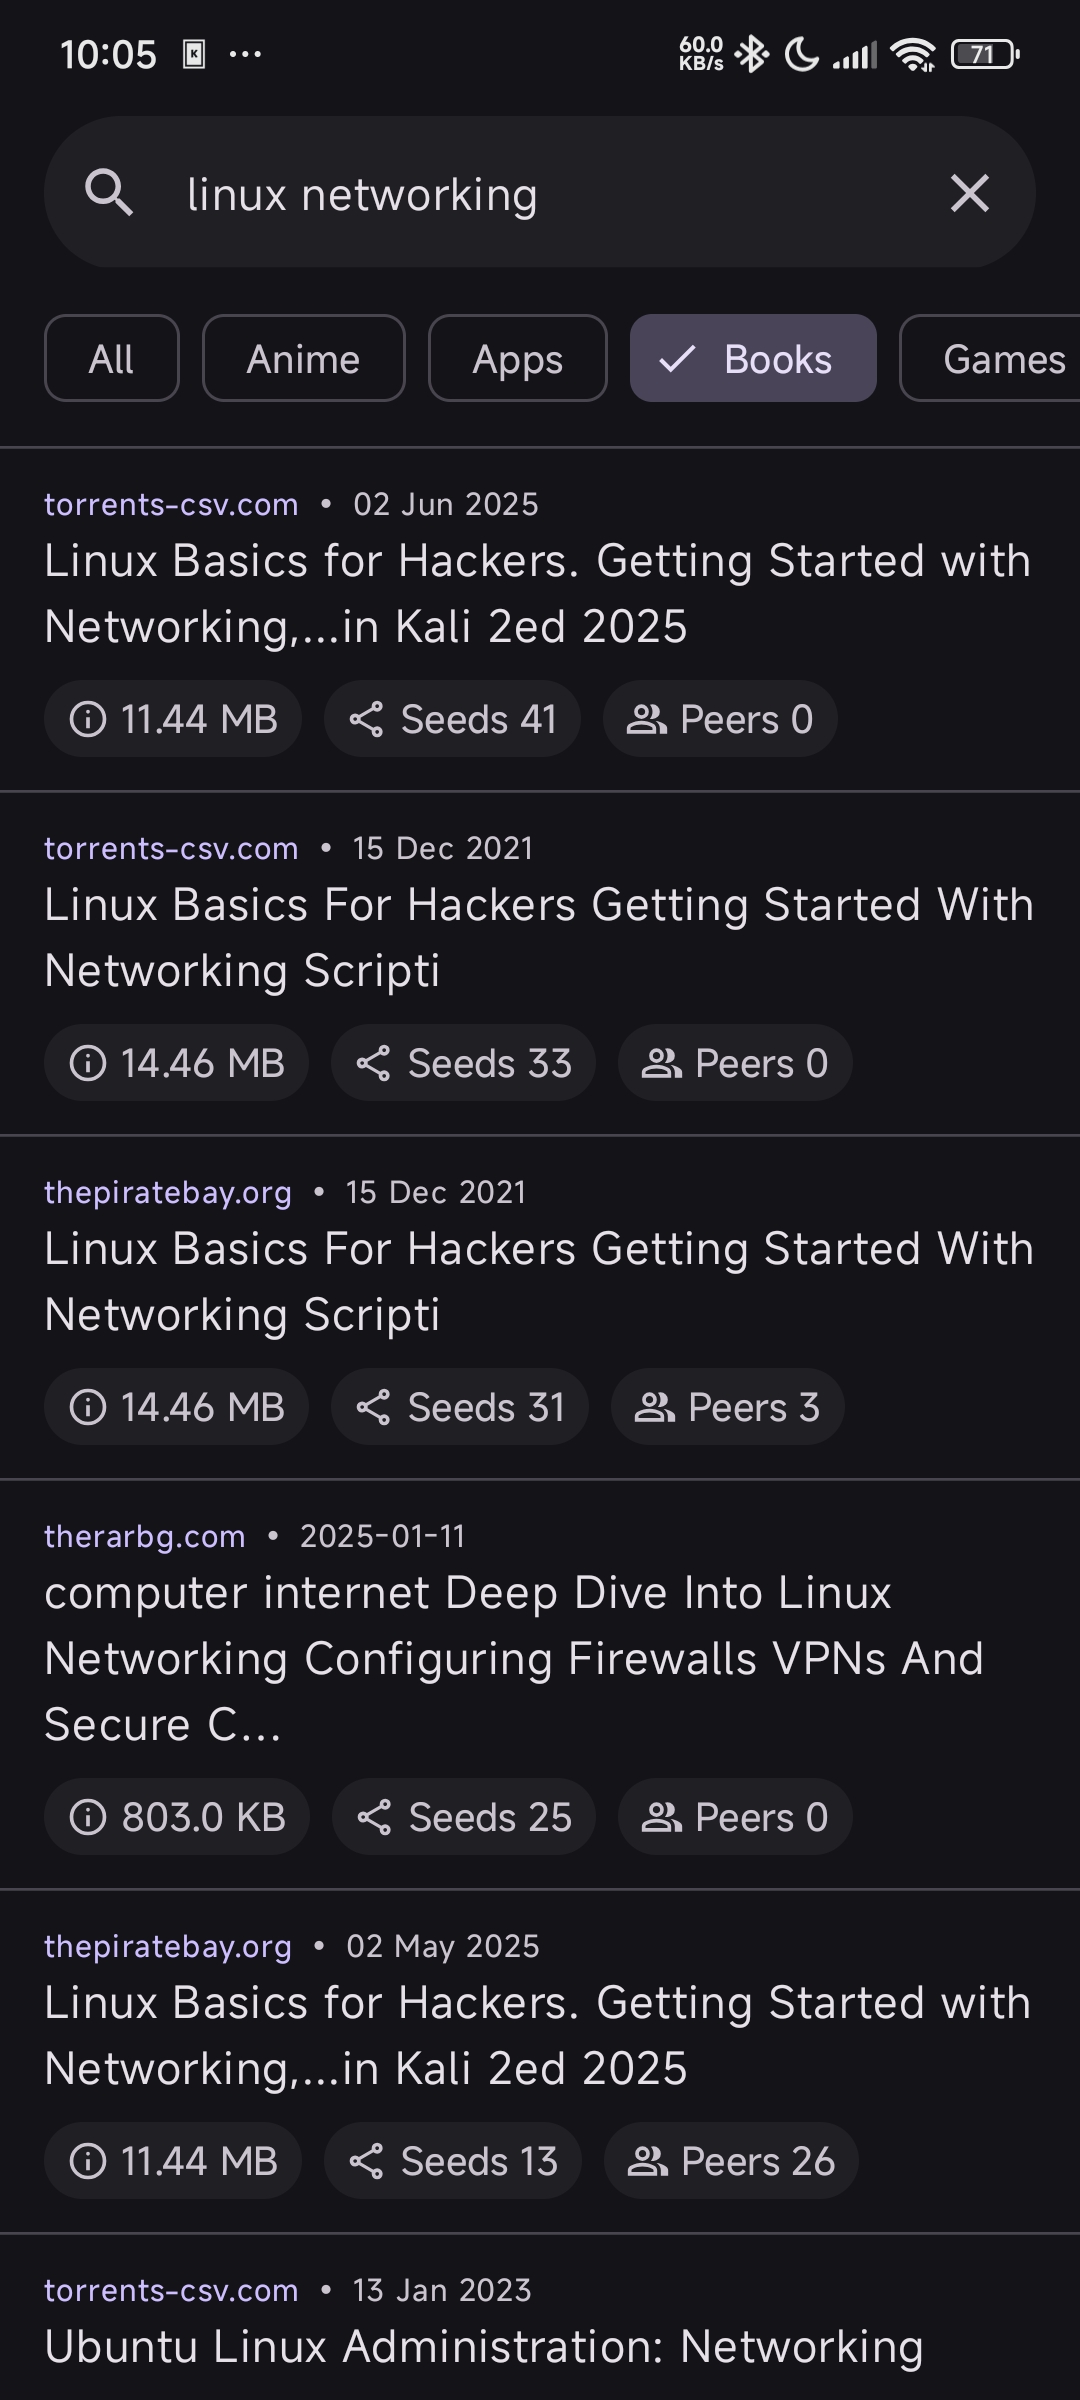 10:05 K ... 60.0 KB/s 71
linux networking
All Anime Apps Books Games
torrents-csv.com • 02 Jun 2025
Linux Basics for Hackers. Getting Started with
Networking,...in Kali 2ed 2025
11.44 MB Seeds 41 Peers 0
torrents-csv.com • 15 Dec 2021
Linux Basics For Hackers Getting Started With
Networking Scripti
14.46 MB Seeds 33 Peers 0
thepiratebay.org • 15 Dec 2021
Linux Basics For Hackers Getting Started With
Networking Scripti
14.46 MB Seeds 31 Peers 3
therarbg.com • 2025-01-11
computer internet Deep Dive Into Linux
Networking Configuring Firewalls VPNs And
Secure C...
803.0 KB Seeds 25 Peers 0
thepiratebay.org • 02 May 2025
Linux Basics for Hackers. Getting Started with
Networking,...in Kali 2ed 2025
11.44 MB Seeds 13 Peers 26
torrents-csv.com • 13 Jan 2023
Ubuntu Linux Administration: Networking